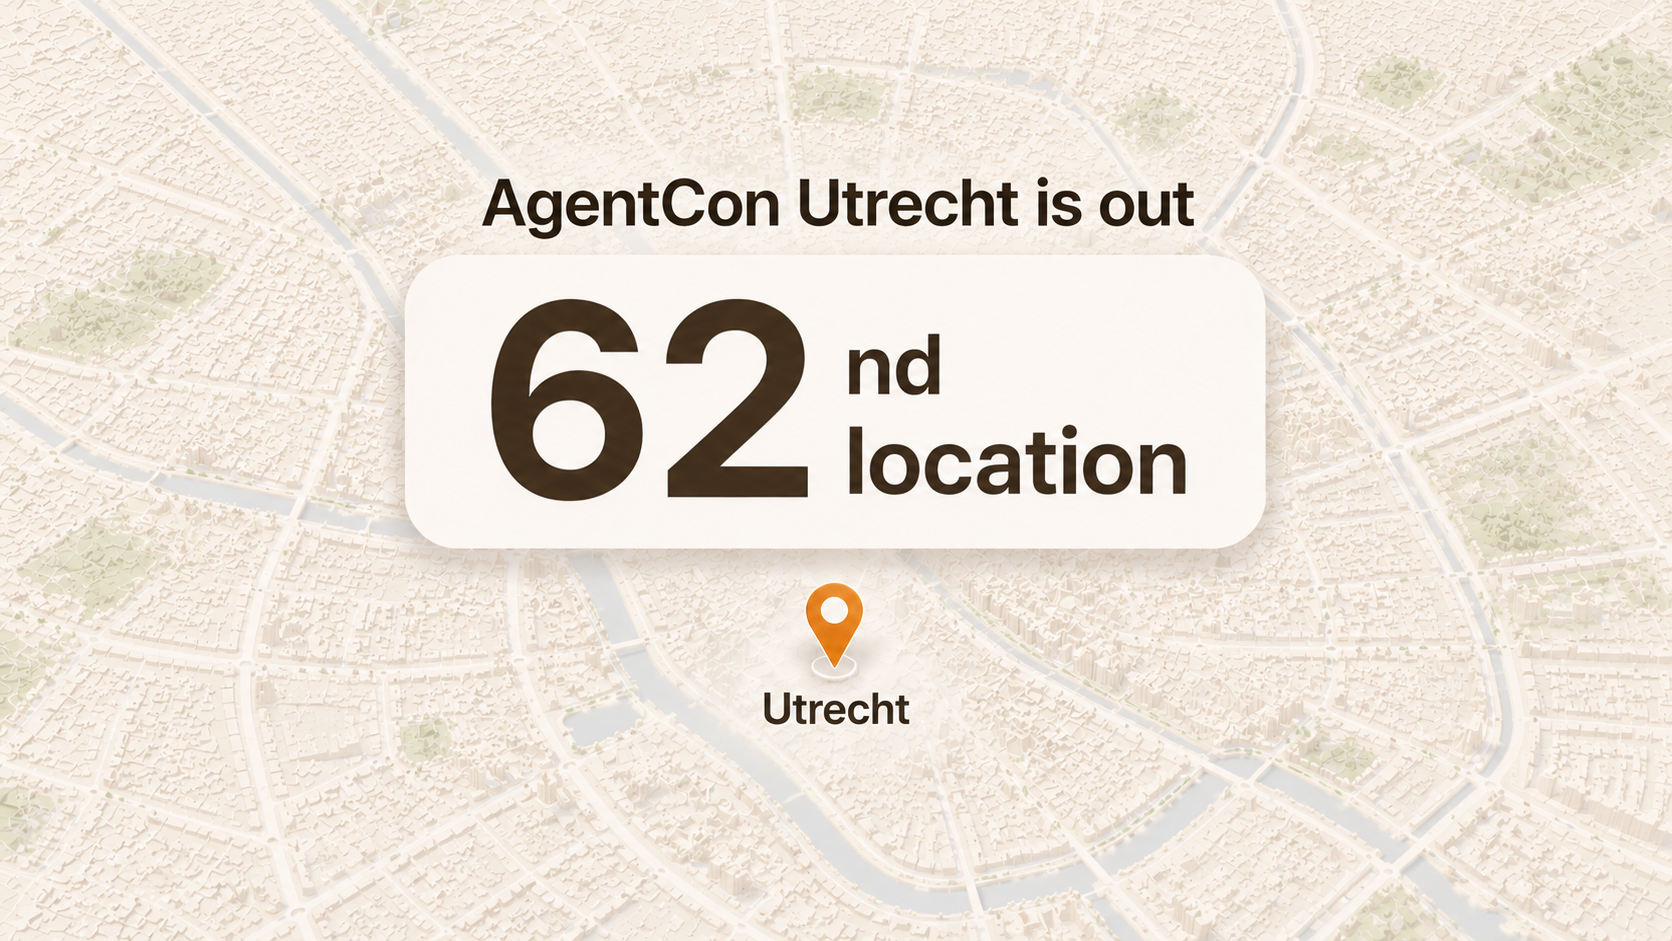 AgentCon Utrecht is out
62 nd
location
Utrecht